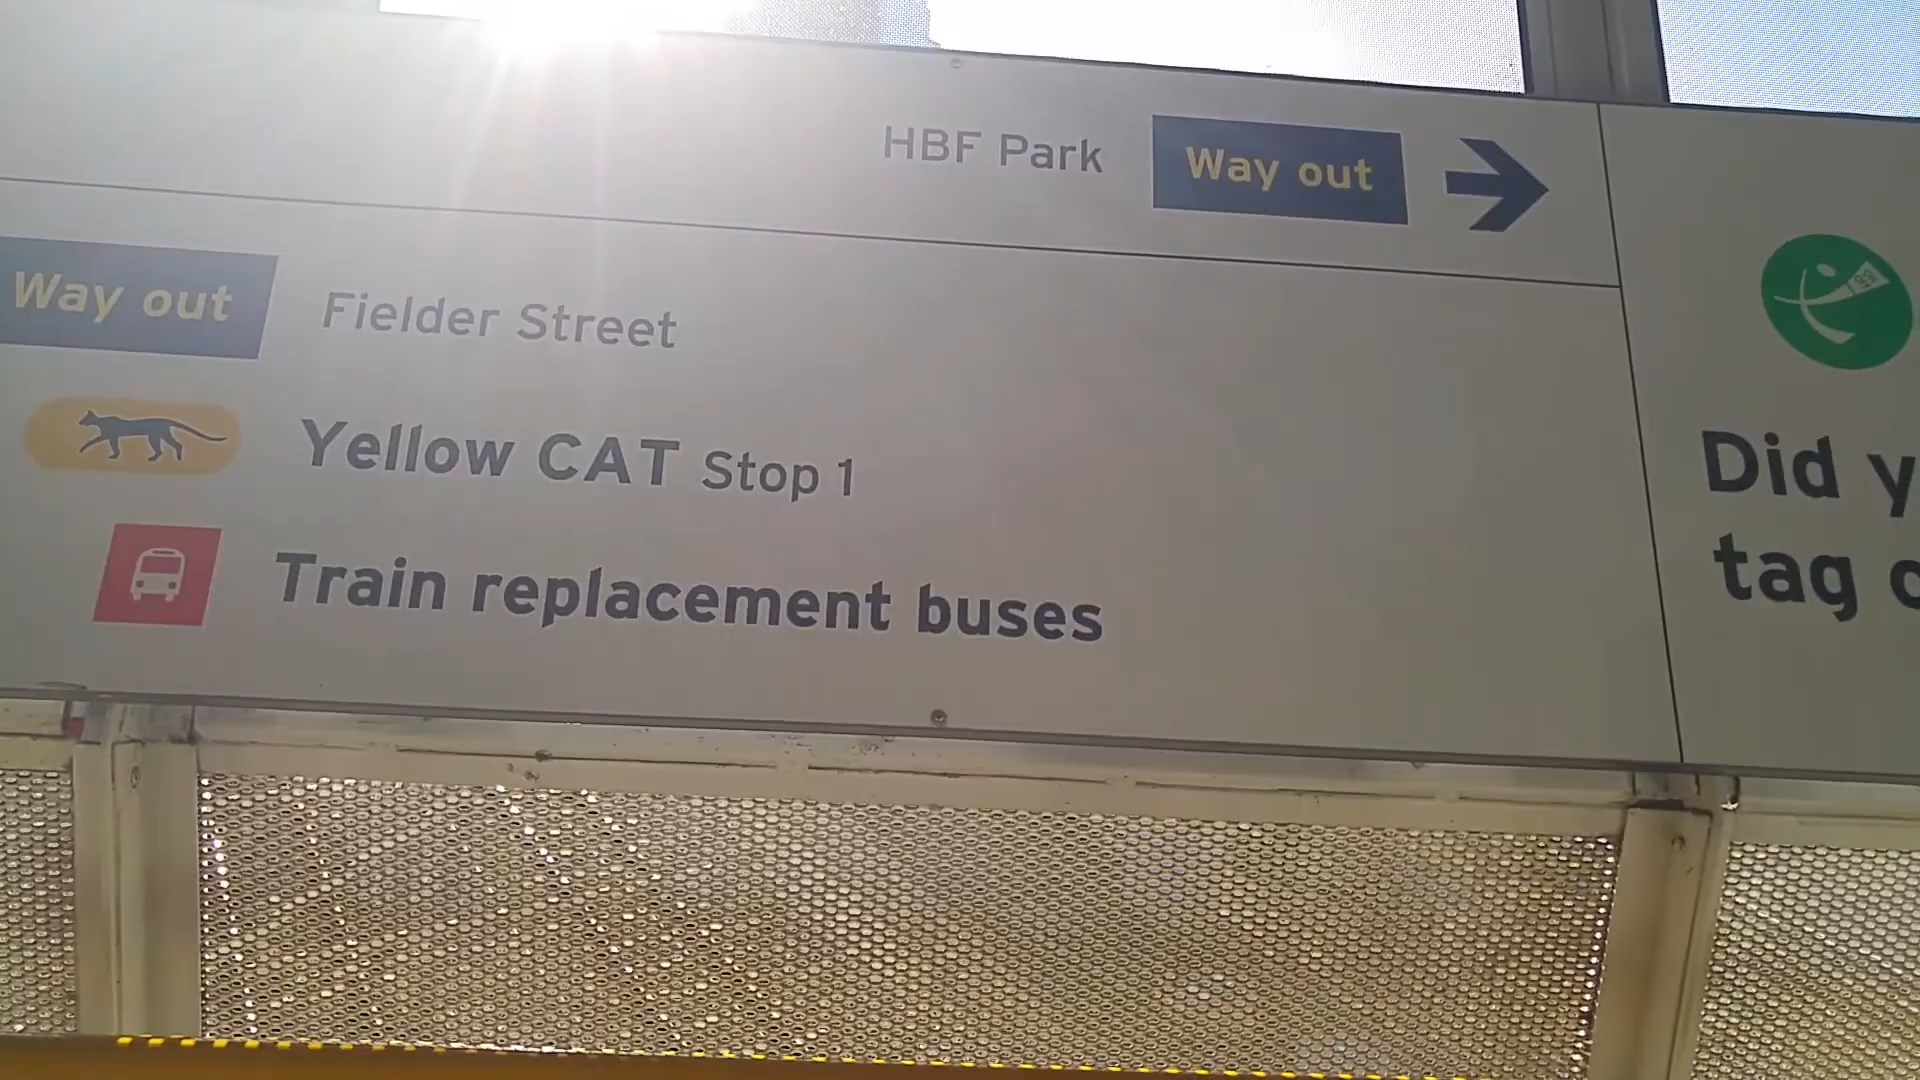 HBF Park Way out
Way out Fielder Street
Yellow CAT Stop 1
Train replacement buses
Did y
tag